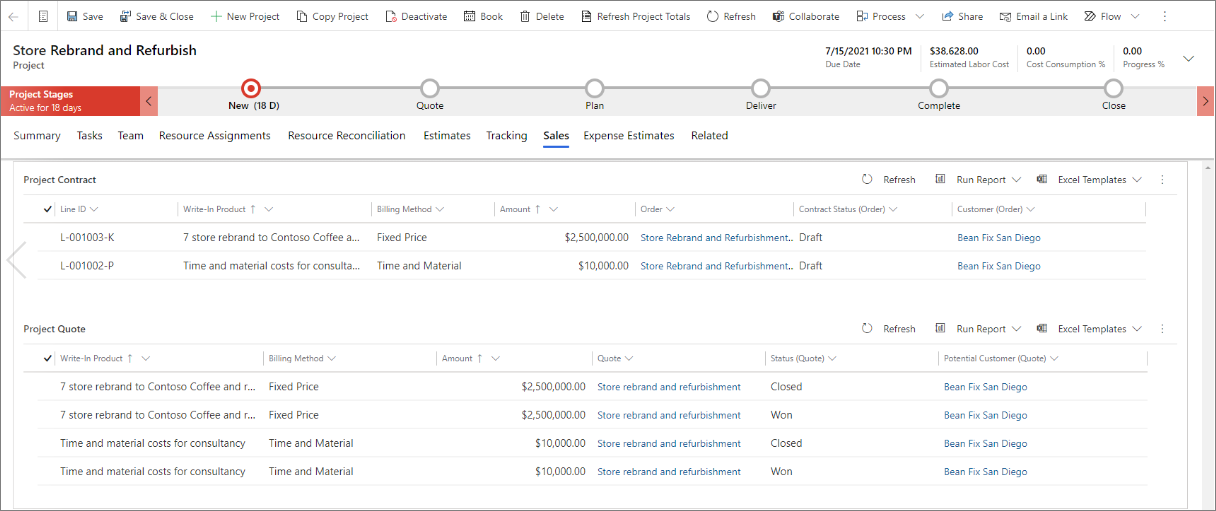 Save Save & Close New Project Copy Project Deactivate Book Delete Refresh Project Totals Refresh Collaborate Process Share Email a Link Flow
Store Rebrand and Refurbish
Project
7/15/2021 10:30 PM $38,628.00 0.00 0.00
Due Date Estimated Labor Cost Cost Consumption % Progress %
Project Stages
Active for 18 days
New (18 D) Quote Plan Deliver Complete Close
Summary Tasks Team Resource Assignments Resource Reconciliation Estimates Tracking Sales Expense Estimates Related
Project Contract Refresh Run Report Excel Templates
Line ID Write-In Product ↑ Billing Method Amount ↑ Order Contract Status (Order) Customer (Order)
L-001003-K 7 store rebrand to Contoso Coffee a... Fixed Price $2,500,000.00 Store Rebrand and Refurbishment.. Draft Bean Fix San Diego
L-001002-P Time and material costs for consulta... Time and Material $10,000.00 Store Rebrand and Refurbishment.. Draft Bean Fix San Diego
Project Quote Refresh Run Report Excel Templates
Write-In Product ↑ Billing Method Amount ↑ Quote Status (Quote) Potential Customer (Quote)
7 store rebrand to Contoso Coffee and r... Fixed Price $2,500,000.00 Store rebrand and refurbishment Closed Bean Fix San Diego
7 store rebrand to Contoso Coffee and r... Fixed Price $2,500,000.00 Store rebrand and refurbishment Won Bean Fix San Diego
Time and material costs for consultancy Time and Material $10,000.00 Store rebrand and refurbishment Closed Bean Fix San Diego
Time and material costs for consultancy Time and Material $10,000.00 Store rebrand and refurbishment Won Bean Fix San Diego